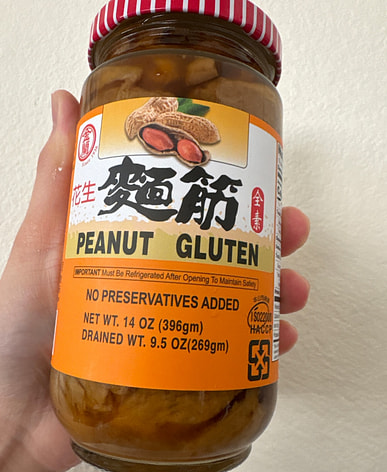 花生
麵筋
全素
PEANUT GLUTEN
IMPORTANT Must Be Refrigerated After Opening To Maintain Safety
NO PRESERVATIVES ADDED
NET WT. 14 OZ (396gm)
DRAINED WT. 9.5 OZ(269gm)
ISO22000
HACCP